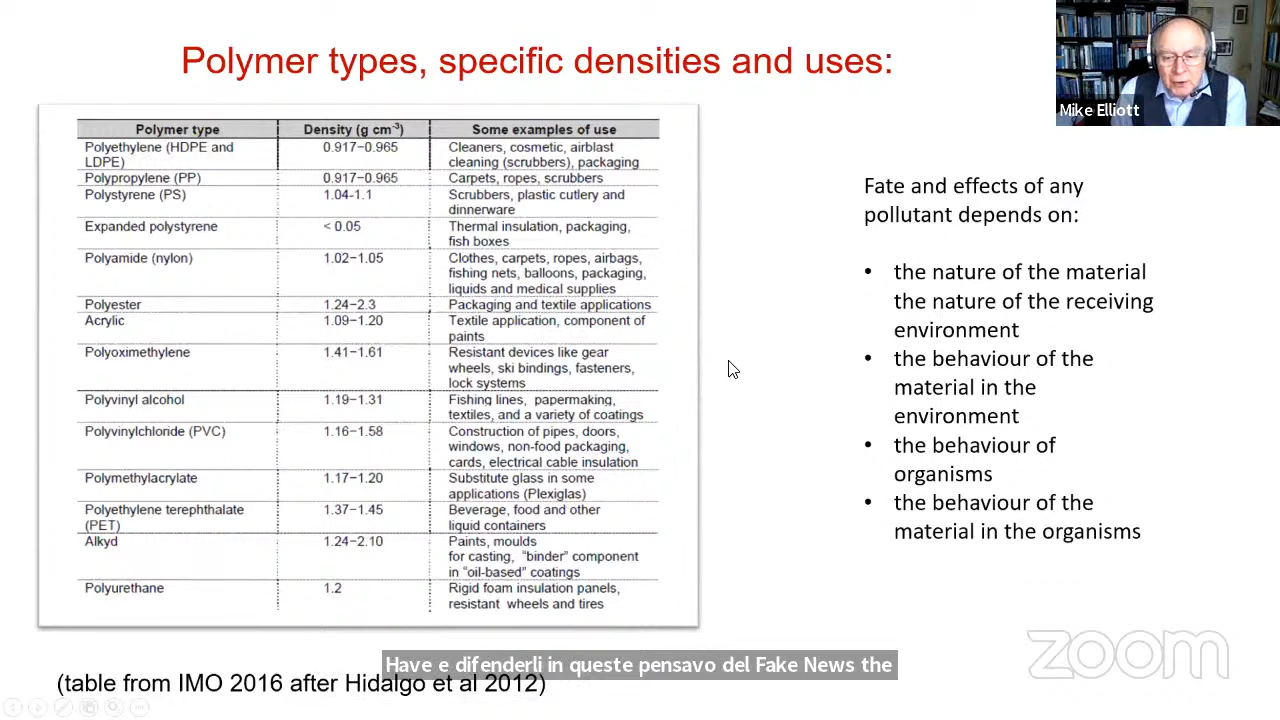 Polymer types, specific densities and uses:
Mike Elliott
Polymer type Density (g cm-3) Some examples of use
Polyethylene (HDPE and 0.917−0.965 Cleaners, cosmetic, airblast
LDPE) cleaning (scrubbers), packaging
Polypropylene (PP) 0.917−0.965 Carpets, ropes, scrubbers
Polystyrene (PS) 1.04-1.1 Scrubbers, plastic cutlery and
dinnerware
Expanded polystyrene < 0.05 Thermal insulation, packaging,
fish boxes
Polyamide (nylon) 1.02−1.05 Clothes, carpets, ropes, airbags,
fishing nets, balloons, packaging,
liquids and medical supplies
Polyester 1.24−2.3 Packaging and textile applications
Acrylic 1.09−1.20 Textile application, component of
paints
Polyoximethylene 1.41−1.61 Resistant devices like gear
wheels, ski bindings, fasteners,
lock systems
Polyvinyl alcohol 1.19−1.31 Fishing lines, papermaking,
textiles, and a variety of coatings
Polyvinylchloride (PVC) 1.16−1.58 Construction of pipes, doors,
windows, non-food packaging,
cards, electrical cable insulation
Polymethylacrylate 1.17−1.20 Substitute glass in some
applications (Plexiglas)
Polyethylene terephthalate 1.37−1.45 Beverage, food and other
(PET) liquid containers
Alkyd 1.24−2.10 Paints, moulds
for casting, "binder" component
in "oil-based" coatings
Polyurethane 1.2 Rigid foam insulation panels,
resistant wheels and tires
Fate and effects of any
pollutant depends on:
• the nature of the material
the nature of the receiving
environment
• the behaviour of the
material in the
environment
• the behaviour of
organisms
• the behaviour of the
material in the organisms
zoom
Have e difenderli in queste pensavo del Fake News the
(table from IMO 2016 after Hidalgo et al 2012)